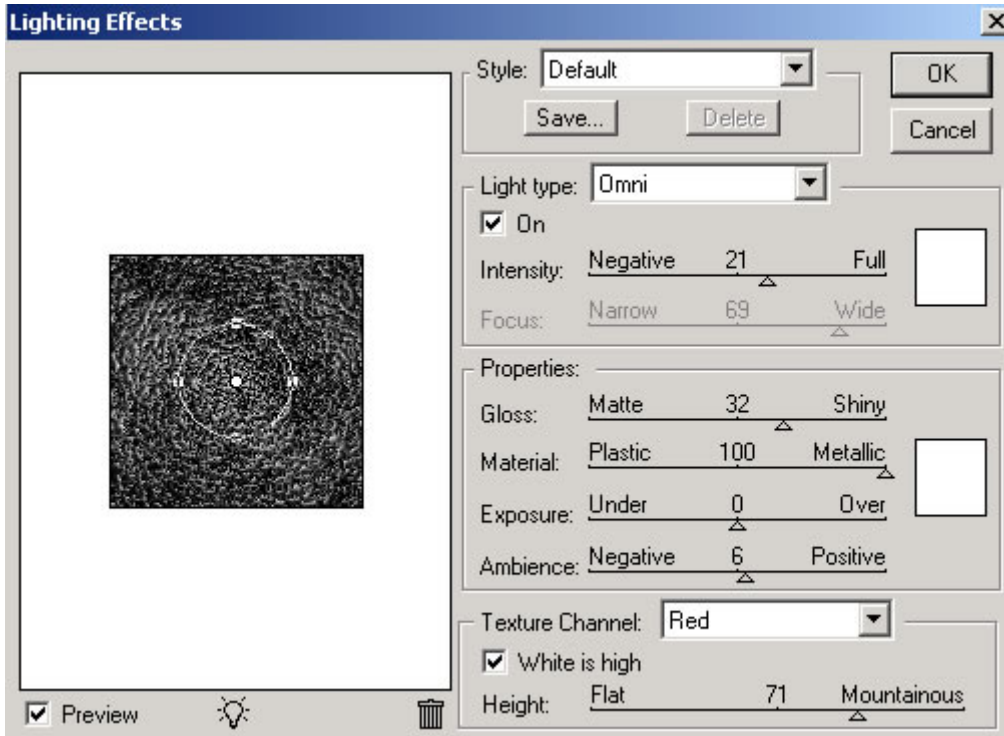 Lighting Effects
Style: Default
OK
Save... Delete
Cancel
Light type: Omni
On
Intensity: Negative 21 Full
Focus: Narrow 69 Wide
Properties:
Gloss: Matte 32 Shiny
Material: Plastic 100 Metallic
Exposure: Under 0 Over
Ambience: Negative 6 Positive
Texture Channel: Red
White is high
Height: Flat 71 Mountainous
Preview